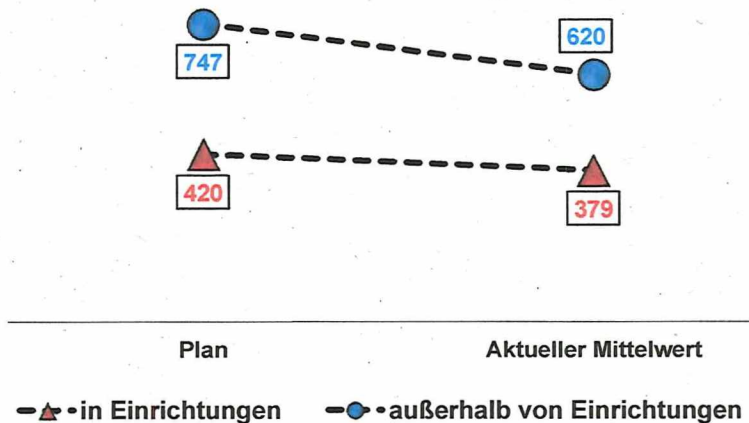 620
747
420
379
Plan Aktueller Mittelwert
in Einrichtungen außerhalb von Einrichtungen